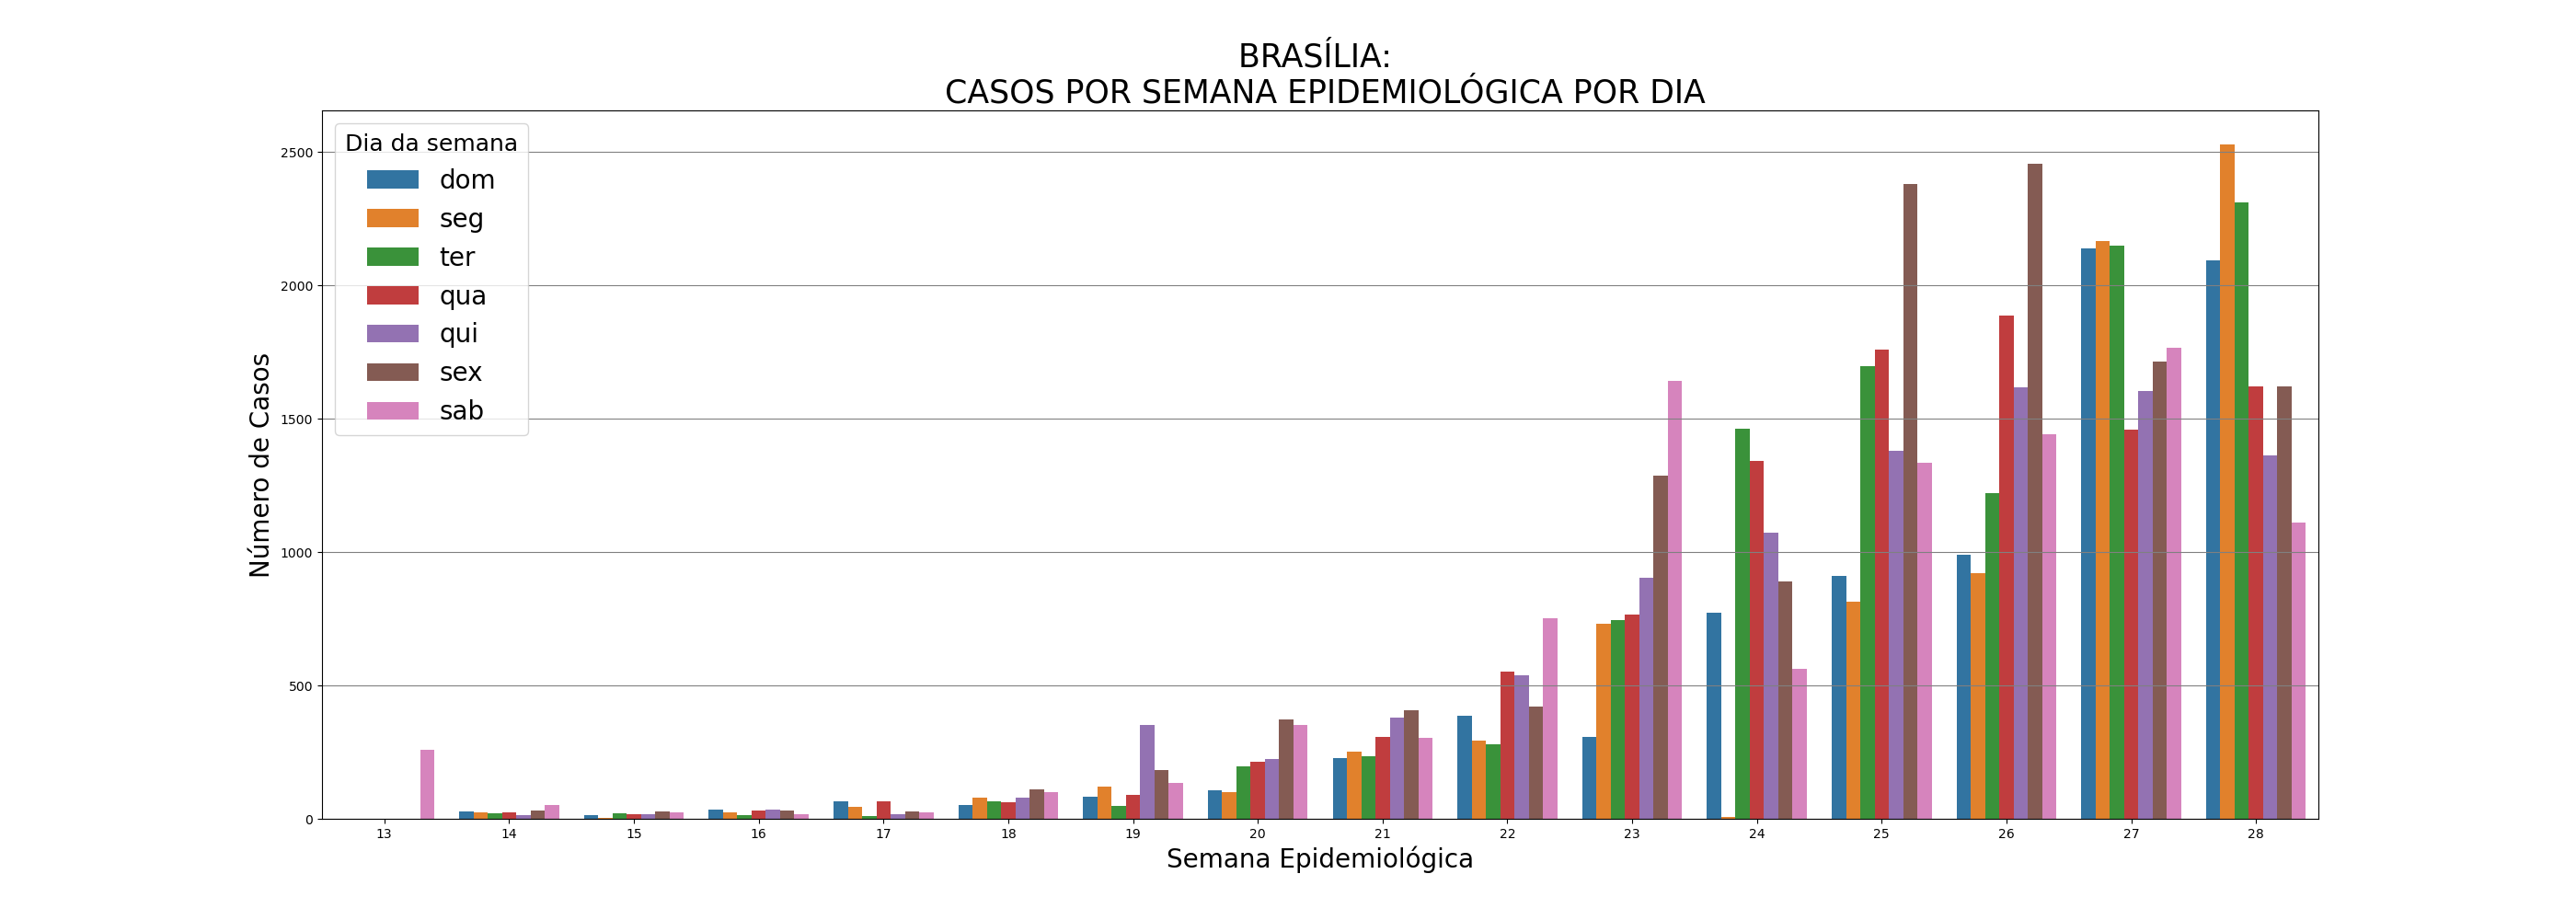 BRASÍLIA:
CASOS POR SEMANA EPIDEMIOLÓGICA POR DIA
Dia da semana
dom
seg
ter
qua
qui
sex
sab
Número de Casos
2500
2000
1500
1000
500
0
13 14 15 16 17 18 19 20 21 22 23 24 25 26 27 28
Semana Epidemiológica